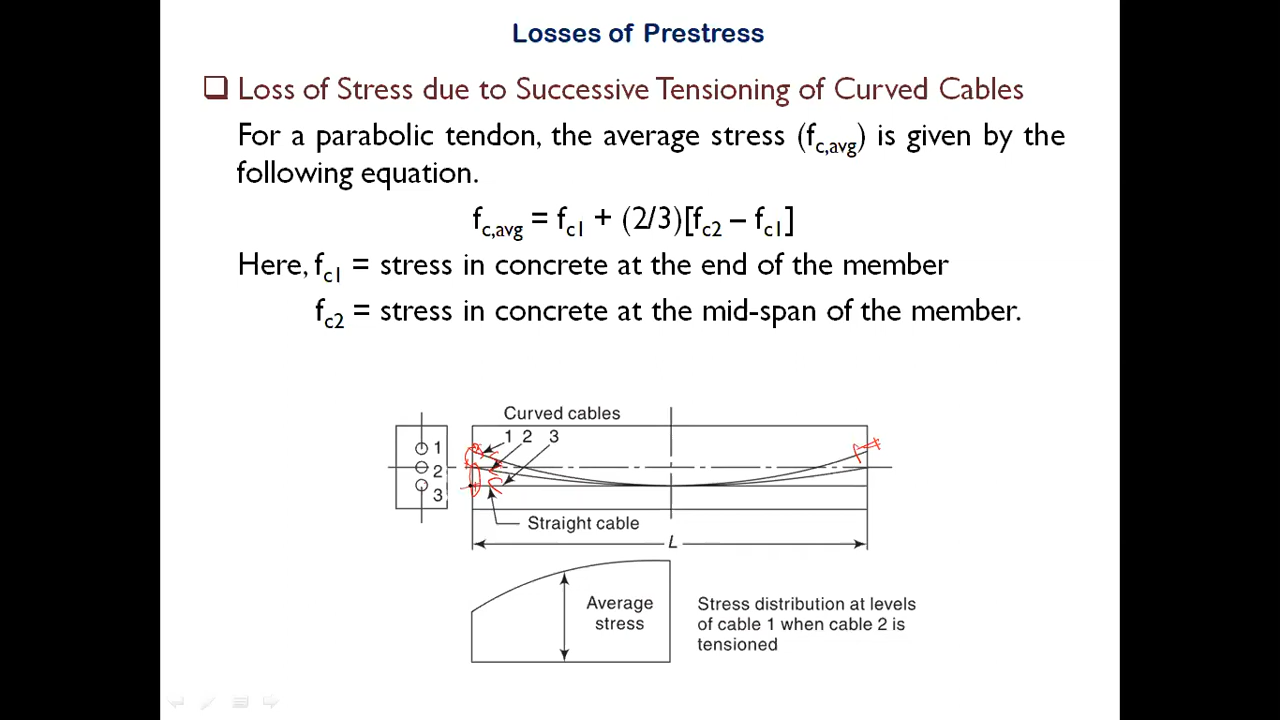 Losses of Prestress
❑ Loss of Stress due to Successive Tensioning of Curved Cables
For a parabolic tendon, the average stress (fc,avg) is given by the
following equation.
fc,avg = fc1 + (2/3)[fc2 – fc1]
Here, fc1 = stress in concrete at the end of the member
fc2 = stress in concrete at the mid-span of the member.
Curved cables
1 2 3
1
2
3
Straight cable
L
Average
stress
Stress distribution at levels
of cable 1 when cable 2 is
tensioned